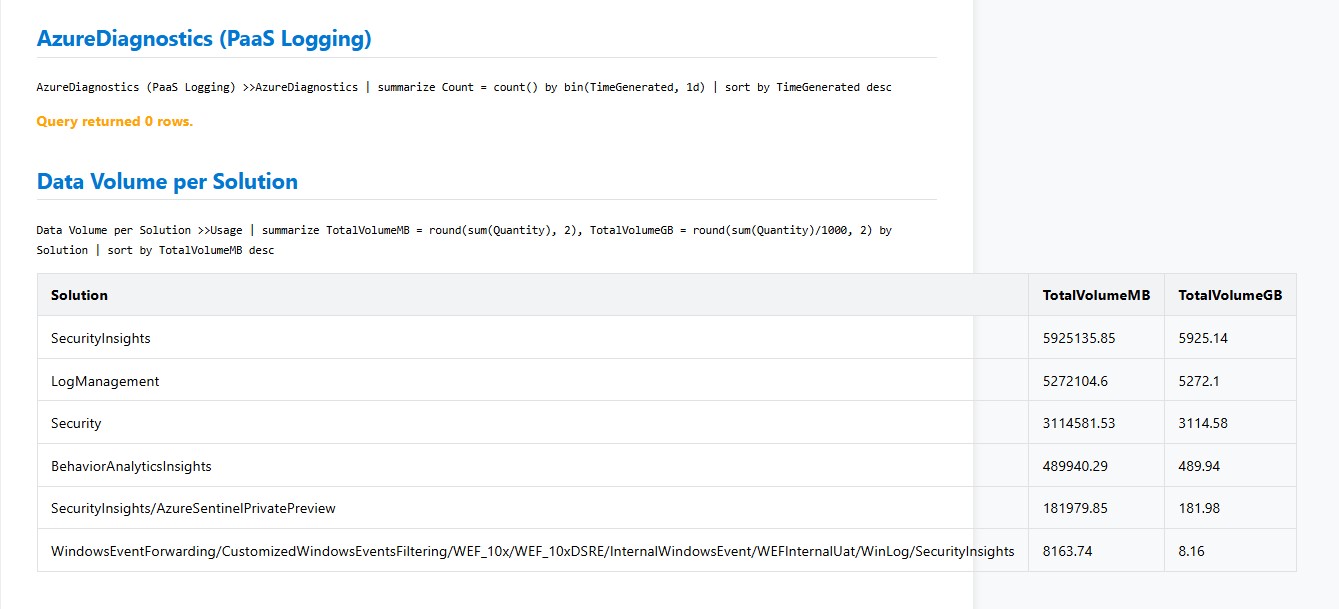 AzureDiagnostics (PaaS Logging)
AzureDiagnostics (PaaS Logging) >>AzureDiagnostics | summarize Count = count() by bin(TimeGenerated, 1d) | sort by TimeGenerated desc
Query returned 0 rows.
Data Volume per Solution
Data Volume per Solution >>Usage | summarize TotalVolumeMB = round(sum(Quantity), 2), TotalVolumeGB = round(sum(Quantity)/1000, 2) by
Solution | sort by TotalVolumeMB desc
Solution TotalVolumeMB TotalVolumeGB
SecurityInsights 5925135.85 5925.14
LogManagement 5272104.6 5272.1
Security 3114581.53 3114.58
BehaviorAnalyticsInsights 489940.29 489.94
SecurityInsights/AzureSentinelPrivatePreview 181979.85 181.98
WindowsEventForwarding/CustomizedWindowsEventsFiltering/WEF_10x/WEF_10xDSRE/InternalWindowsEvent/WEFInternalUat/WinLog/SecurityInsights 8163.74 8.16